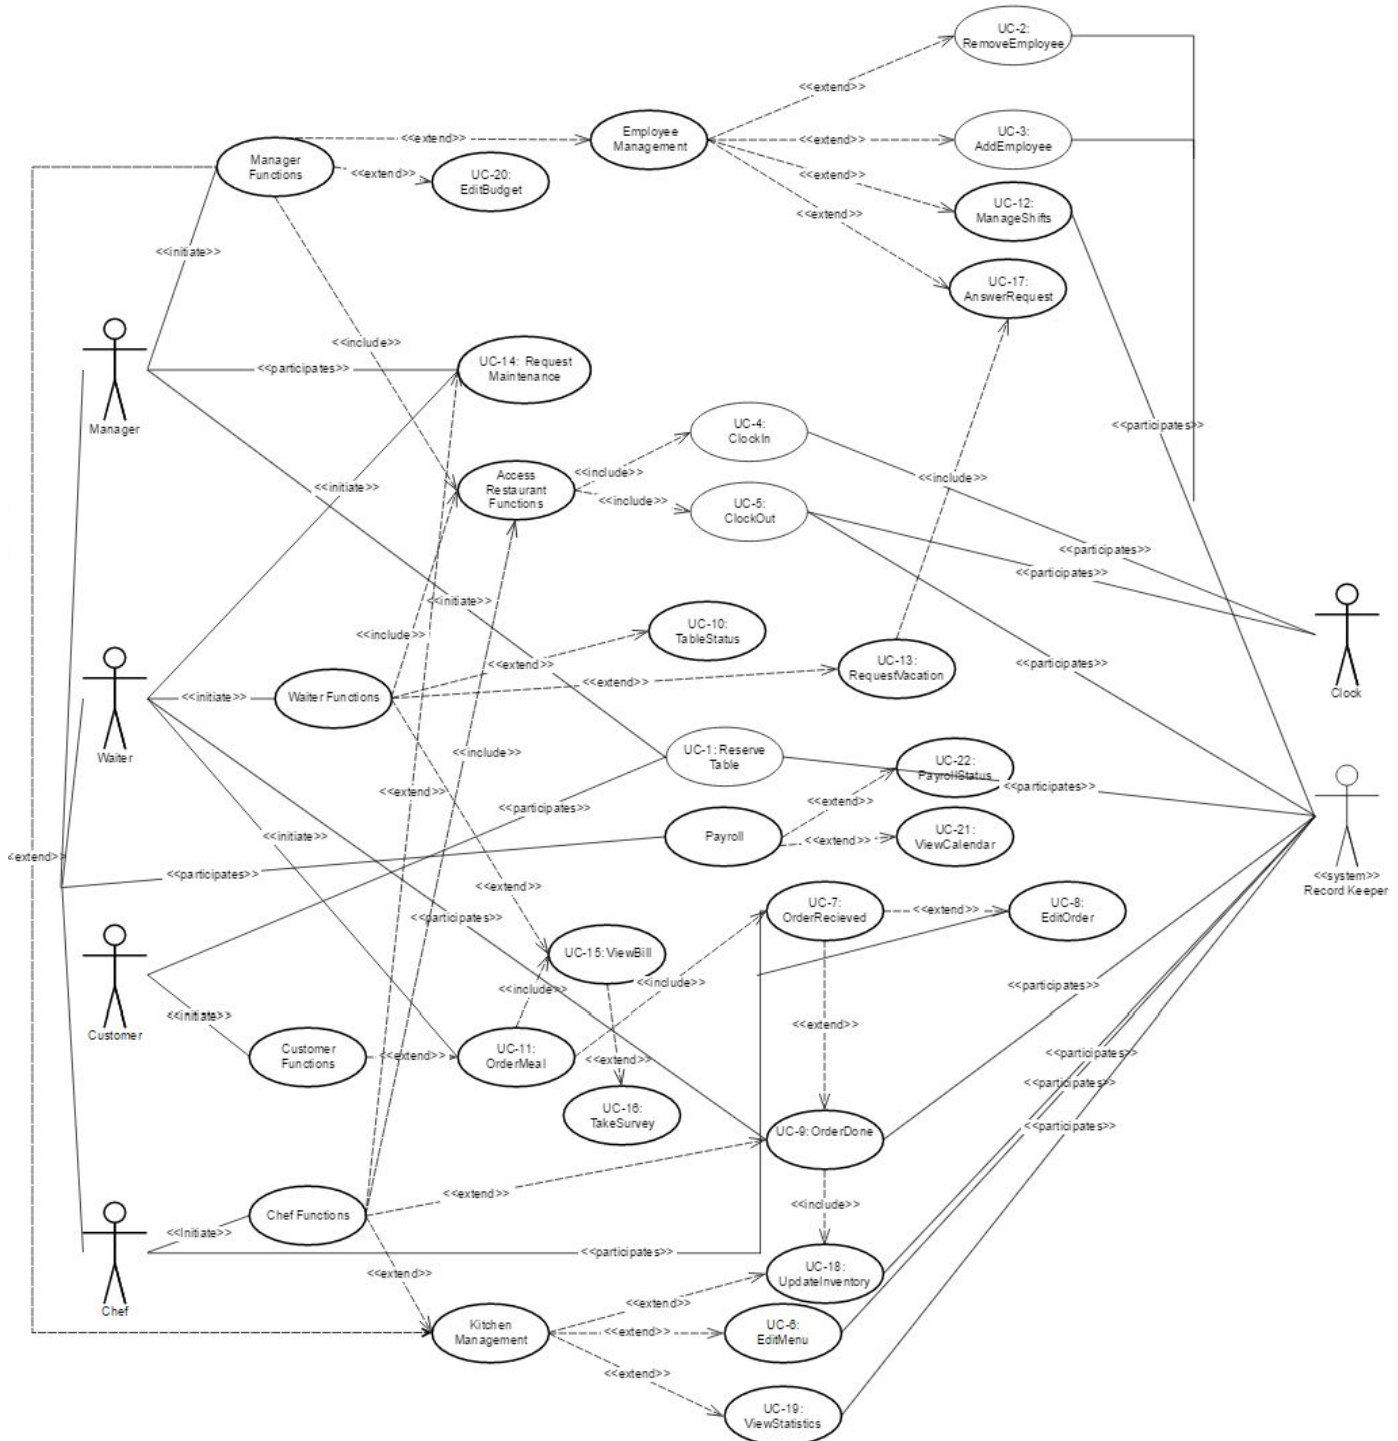 UC-2:
RemoveEmployee
<<extend>>
<<extend>>
Employee
Management
<<extend>>
UC-3:
AddEmployee
Manager
Functions
<<extend>>
UC-20:
EditBudget
<<extend>>
UC-12:
ManageShifts
<<extend>>
<<initiate>>
UC-17:
AnswerRequest
<<include>>
UC-14: Request
Maintenance
<<participates>>
Manager
UC-4:
ClockIn
<<participates>>
Access
Restaurant
Functions
<<include>>
<<include>>
<<initiate>>
<<include>>
UC-5:
ClockOut
<<participates>>
<<participates>>
<<initiate>>
<<include>>
UC-10:
TableStatus
<<extend>>
<<participates>>
UC-13:
RequestVacation
<<extend>>
<<initiate>>
Waiter Functions
Clock
Waiter
<<include>>
UC-1: Reserve
Table
UC-22:
PayrollStatus
<<participates>>
<<extend>>
<<participates>>
<<extend>>
<<initiate>>
Payroll
<<extend>>
UC-21:
ViewCalendar
<<extend>>
<<participates>>
<<extend>>
<<system>>
Record Keeper
<<participates>>
UC-7:
OrderRecieved
<<extend>>
UC-8:
EditOrder
UC-15: ViewBill
<<include>>
<<include>>
<<participates>>
<<initiate>>
Customer
<<extend>>
Customer
Functions
<<extend>>
UC-11:
OrderMeal
<<extend>>
<<participates>>
<<participates>>
UC-16:
TakeSurvey
UC-9: OrderDone
<<participates>>
<<extend>>
<<include>>
Chef Functions
<<Initiate>>
<<participates>>
<<extend>>
UC-18:
UpdateInventory
Chef
<<extend>>
Kitchen
Management
<<extend>>
UC-6:
EditMenu
<<extend>>
UC-19:
ViewStatistics